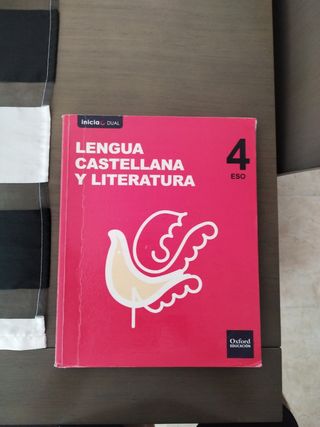 inicia DUAL
LENGUA
CASTELLANA
Y LITERATURA
4
ESO
Oxford
EDUCACIÓN